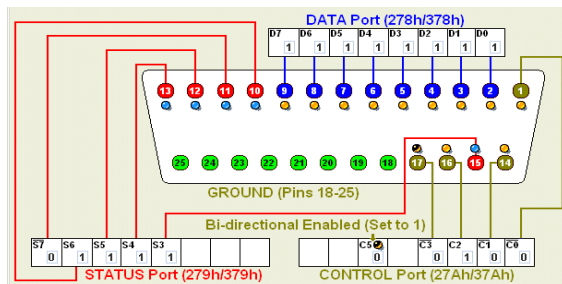 DATA Port (278h/378h)
D7 D6 D5 D4 D3 D2 D1 D0
1 1 1 1 1 1 1 1
13 12 11 10 9 8 7 6 5 4 3 2 1
25 24 23 22 21 20 19 18 17 16 15 14
GROUND (Pins 18-25)
Bi-directional Enabled (Set to 1)
S7 S6 S5 S4 S3 C5 C3 C2 C1 C0
0 1 1 1 1 0 0 1 0 0
STATUS Port (279h/379h) CONTROL Port (27Ah/37Ah)